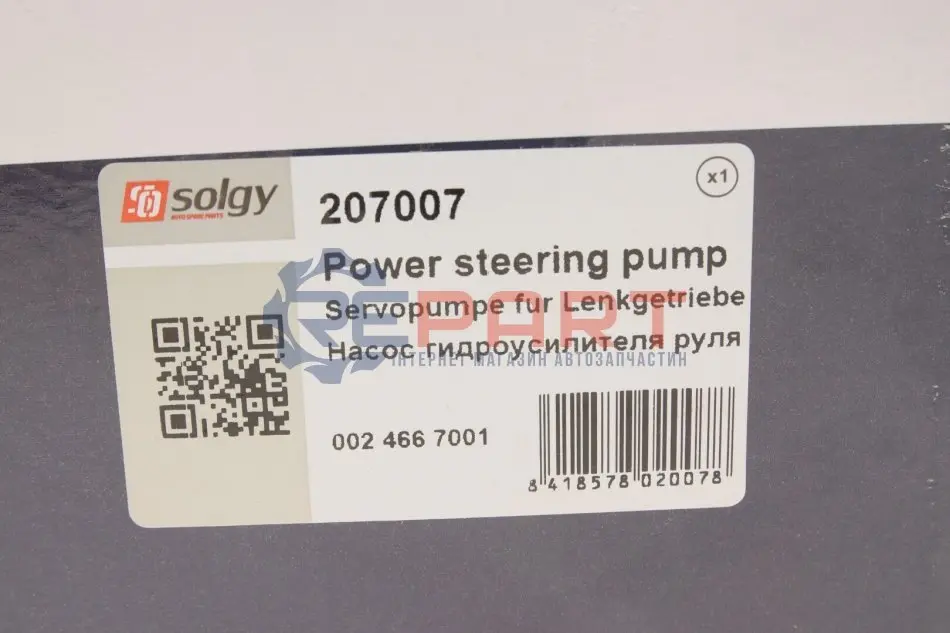 solgy
AUTO SPARE PARTS
x1
207007
Power steering pump
Servopumpe fur Lenkgetriebe
Насос гидроусилителя руля
REPART
ІНТЕРНЕТ МАГАЗИН АВТОЗАПЧАСТИН
002 466 7001
8 418578 020078